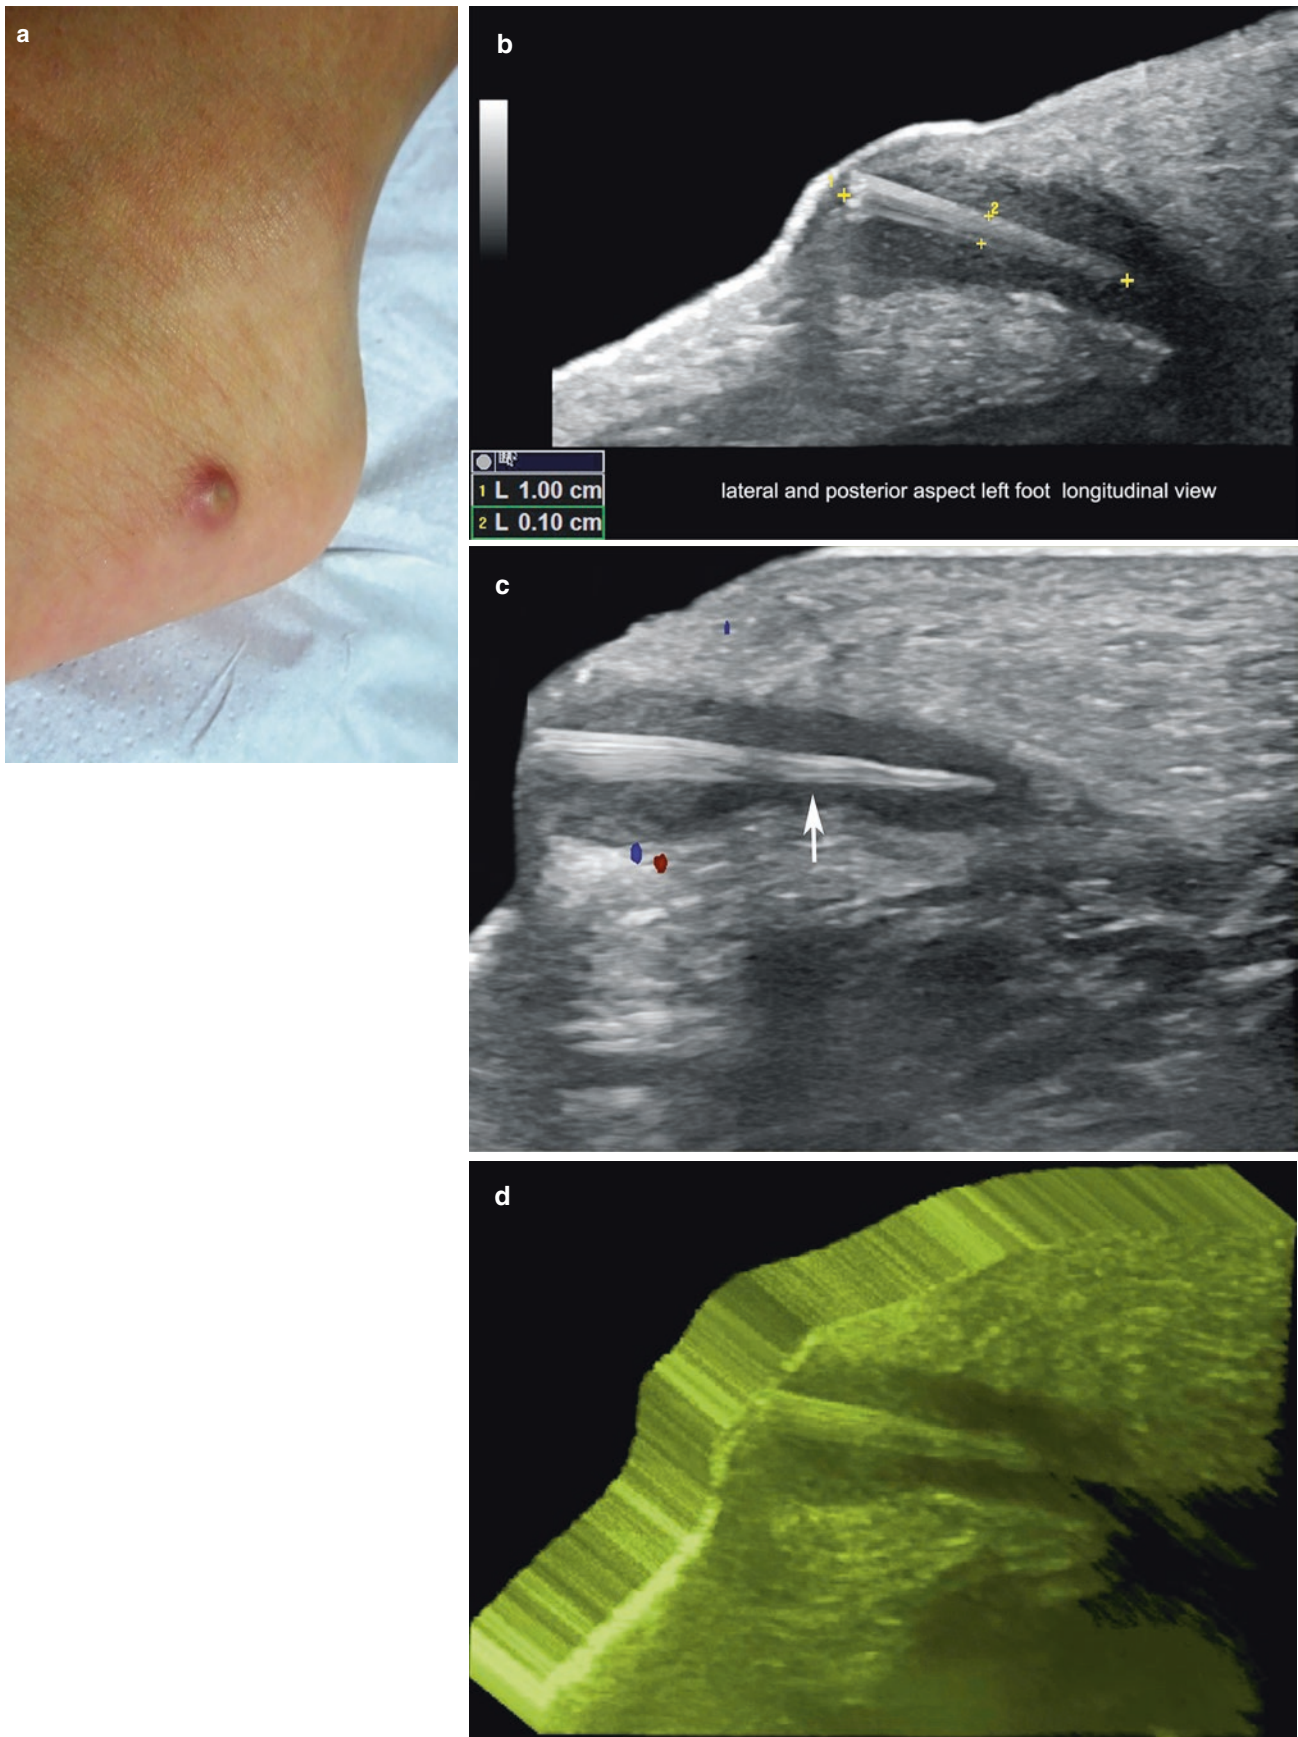 a
b
1
2
1 L 1.00 cm
2 L 0.10 cm
lateral and posterior aspect left foot longitudinal view
c
d